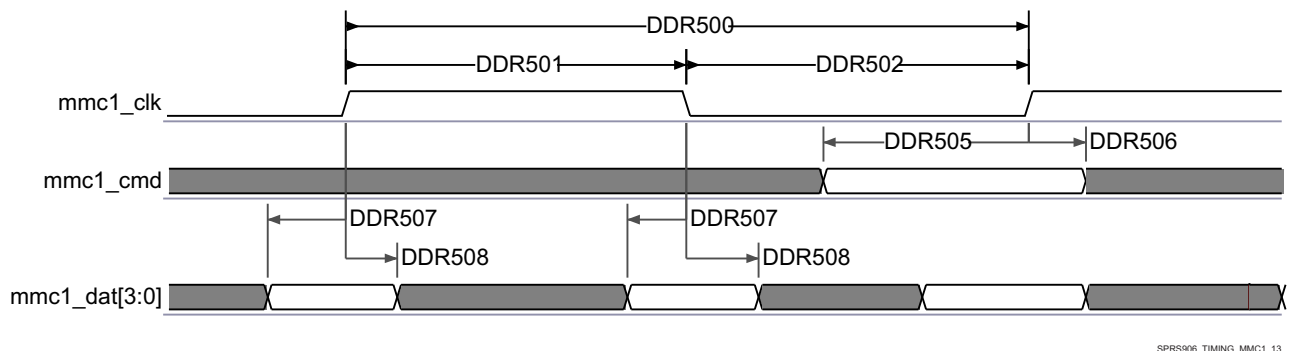 DDR500
DDR501 DDR502
mmc1_clk
DDR505 DDR506
mmc1_cmd
DDR507 DDR507
DDR508 DDR508
mmc1_dat[3:0]
SPRS906_TIMING_MMC1_13